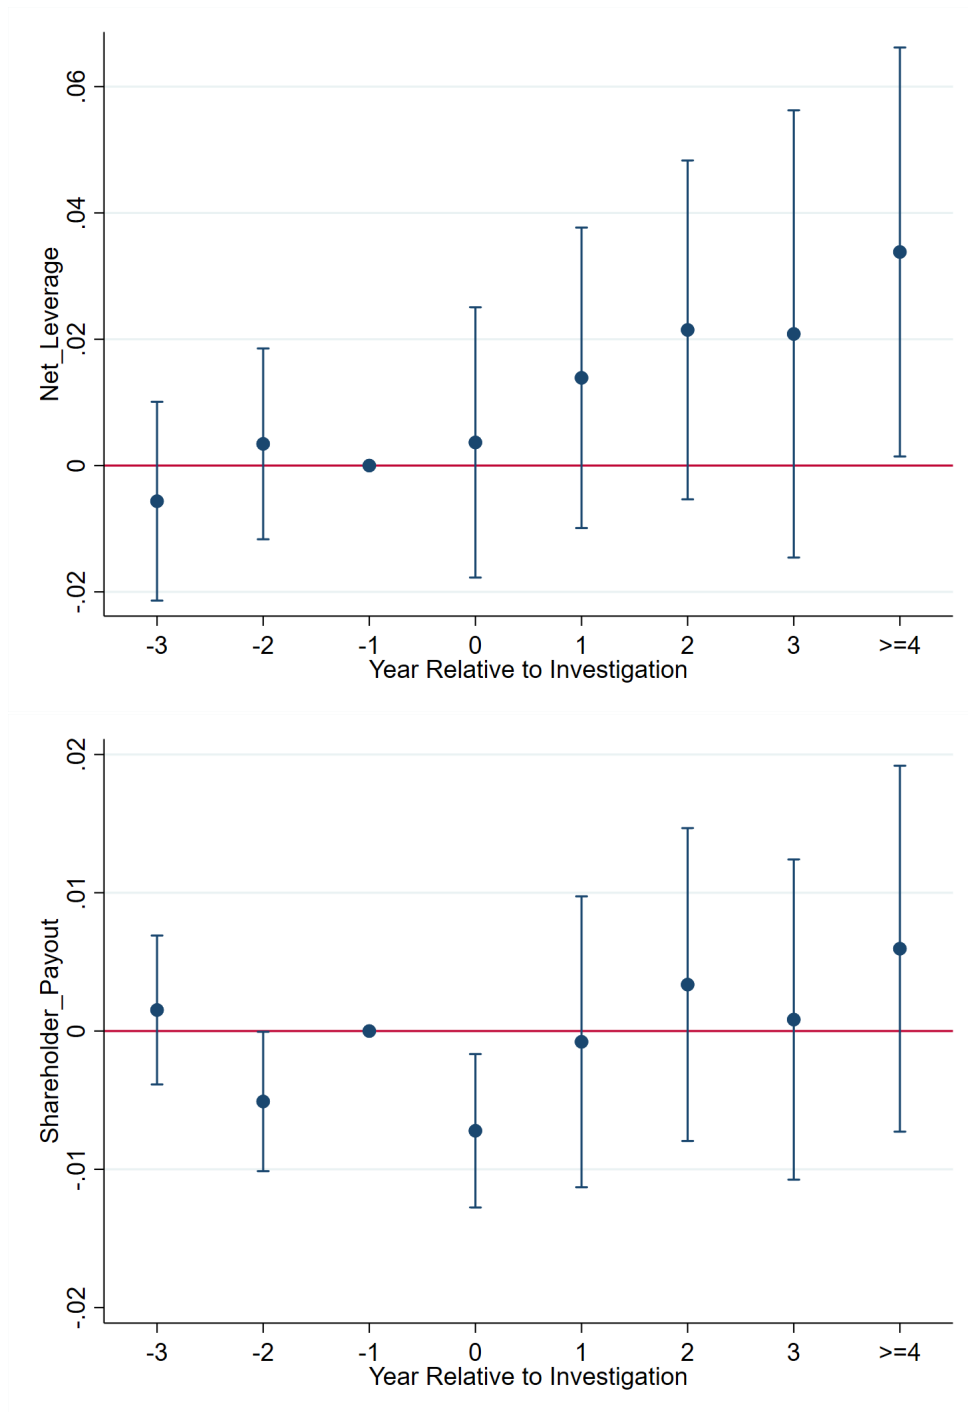 .06
.04
.02
0
-.02
Net_Leverage
-3 -2 -1 0 1 2 3 >=4
Year Relative to Investigation
.02
.01
0
-.01
-.02
Shareholder_Payout
-3 -2 -1 0 1 2 3 >=4
Year Relative to Investigation